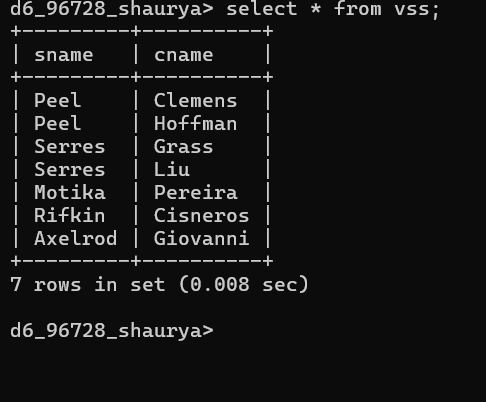 d6_96728_shaurya> select * from vss;
+---------+----------+
| sname   | cname    |
+---------+----------+
| Peel    | Clemens  |
| Peel    | Hoffman  |
| Serres  | Grass    |
| Serres  | Liu      |
| Motika  | Pereira  |
| Rifkin  | Cisneros |
| Axelrod | Giovanni |
+---------+----------+
7 rows in set (0.008 sec)
d6_96728_shaurya>